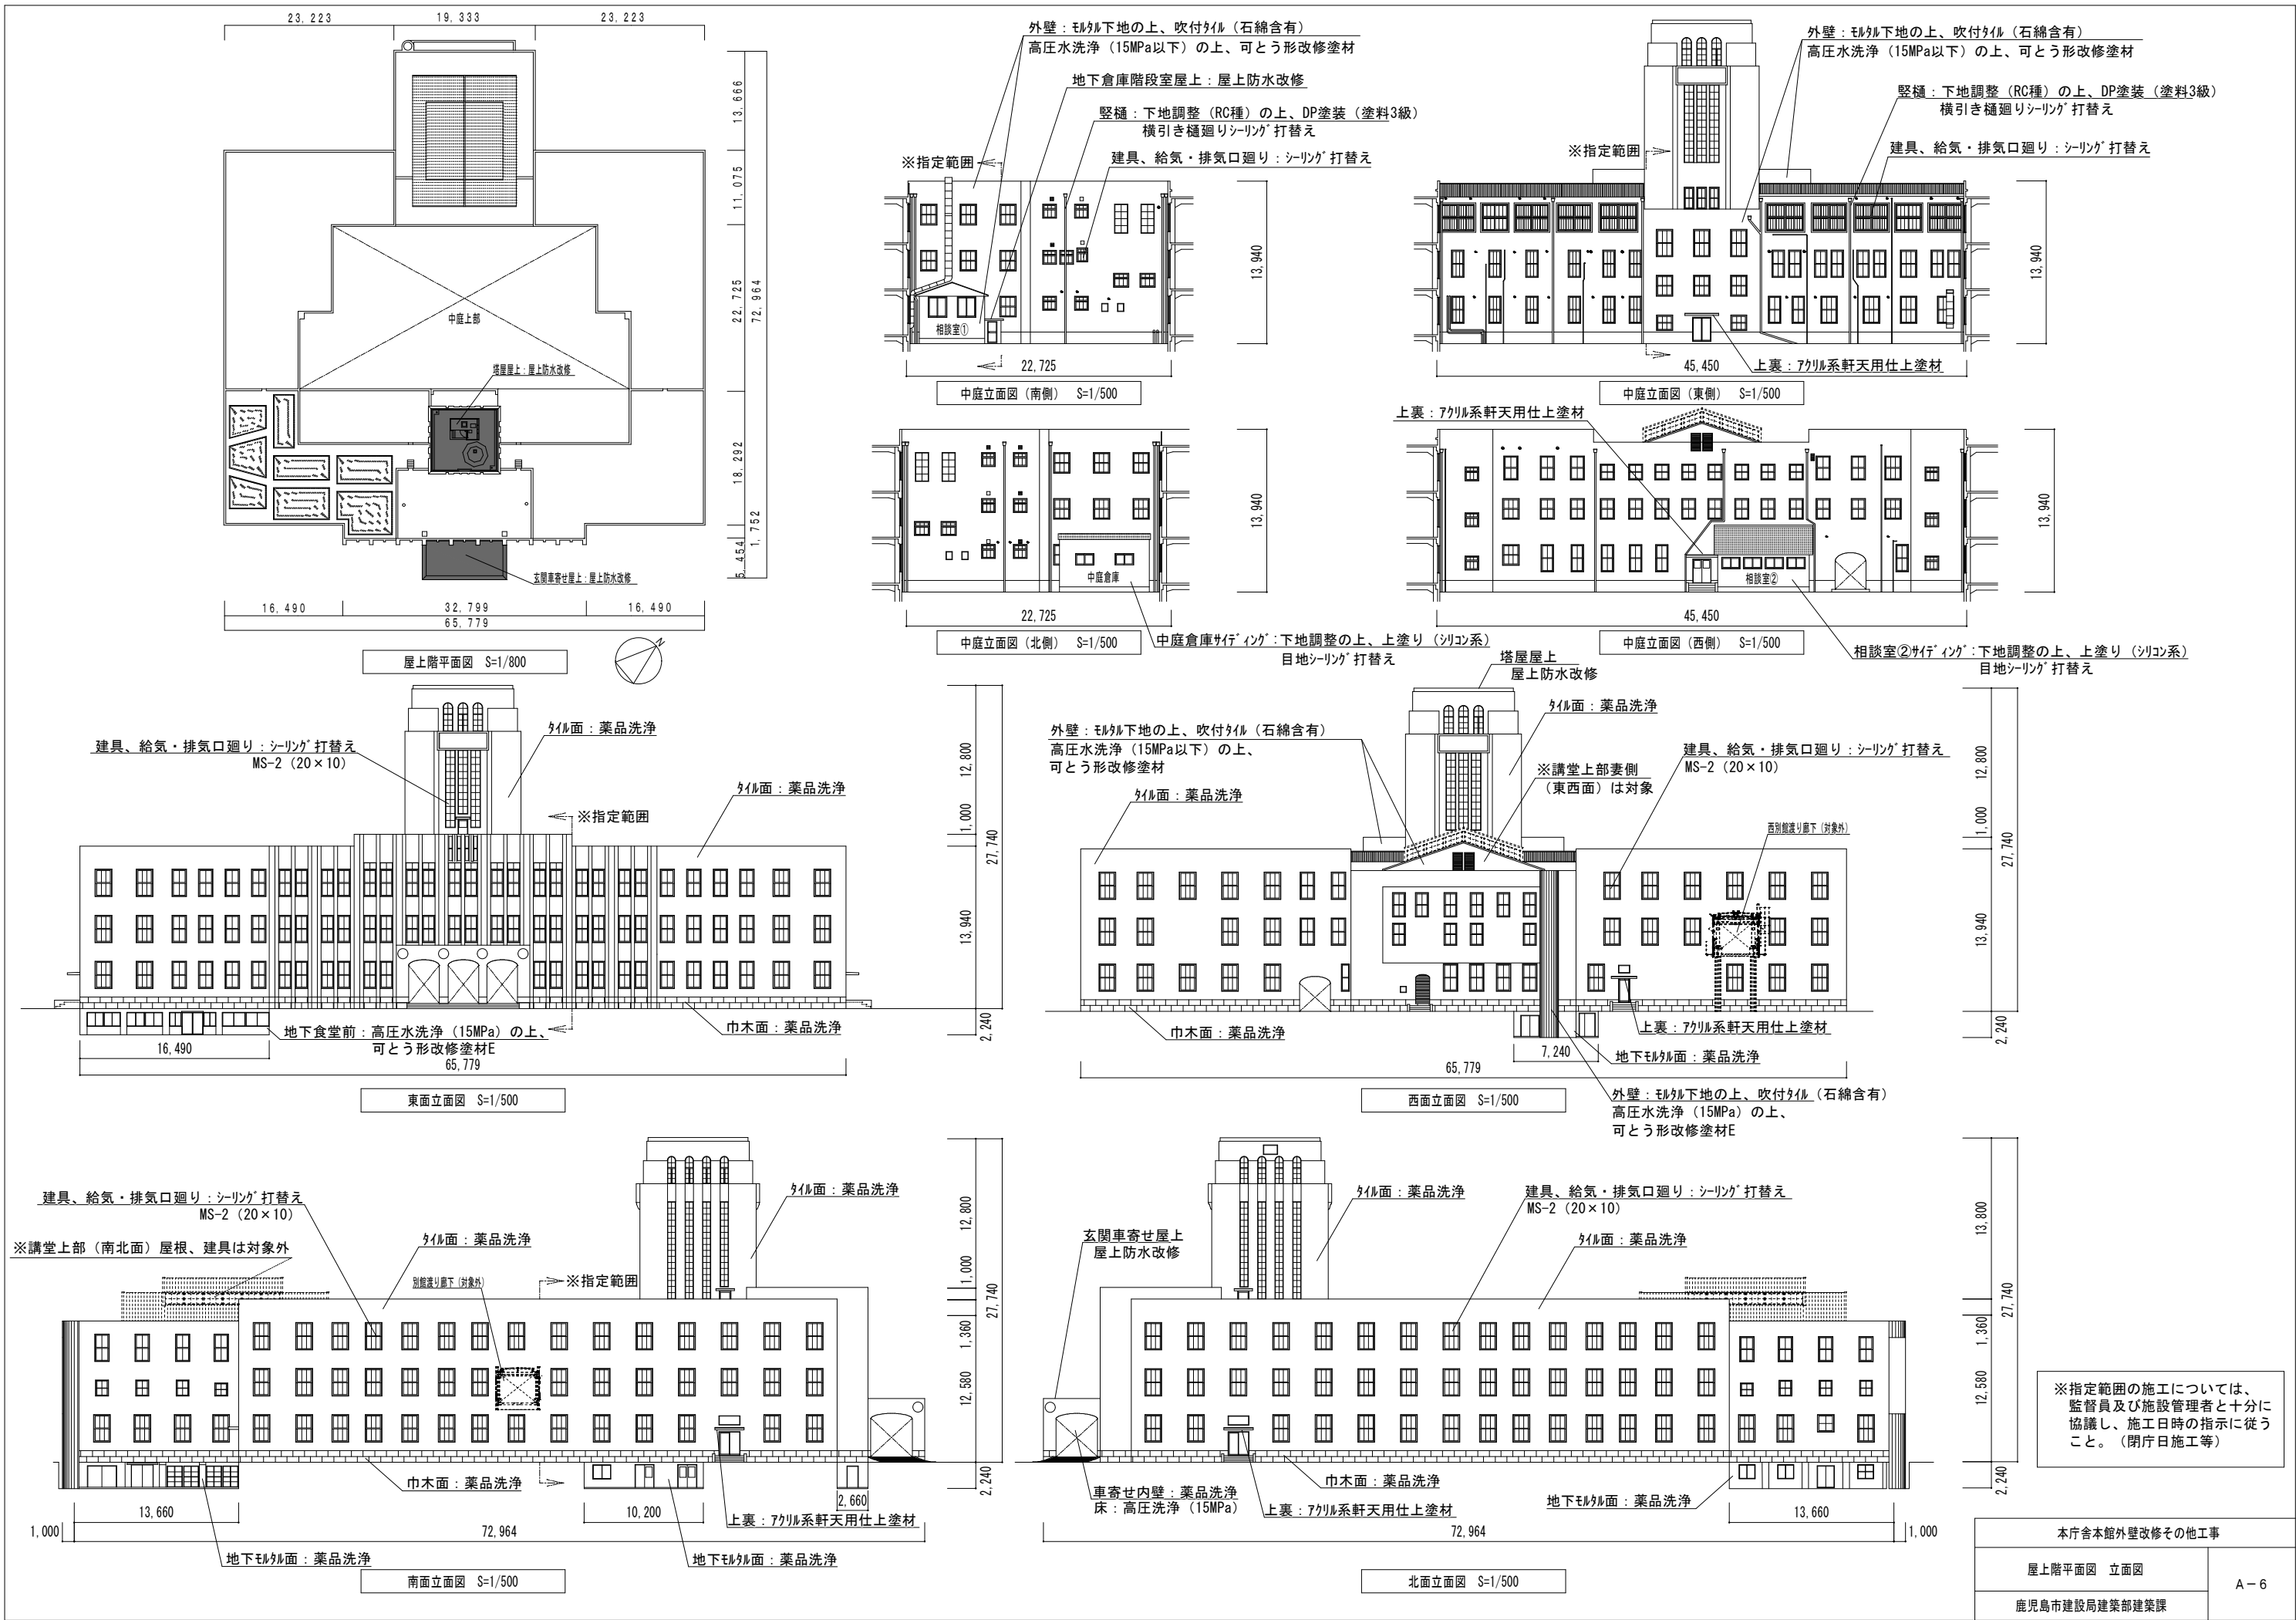 23,223
19,333
23,223
13,666
11,075
22,725
72,964
18,292
1,752
5,454
中庭上部
塔屋屋上：屋上防水改修
玄関車寄せ屋上：屋上防水改修
16,490
32,799
16,490
65,779
N
屋上階平面図 S=1/800
外壁：ﾓﾙﾀﾙ下地の上、吹付ﾀｲﾙ（石綿含有）
高圧水洗浄（15MPa以下）の上、可とう形改修塗材
地下倉庫階段室屋上：屋上防水改修
竪樋：下地調整（RC種）の上、DP塗装（塗料3級）
横引き樋廻りｼｰﾘﾝｸﾞ打替え
※指定範囲
建具、給気・排気口廻り：ｼｰﾘﾝｸﾞ打替え
相談室①
13,940
22,725
中庭立面図（南側） S=1/500
外壁：ﾓﾙﾀﾙ下地の上、吹付ﾀｲﾙ（石綿含有）
高圧水洗浄（15MPa以下）の上、可とう形改修塗材
竪樋：下地調整（RC種）の上、DP塗装（塗料3級）
横引き樋廻りｼｰﾘﾝｸﾞ打替え
※指定範囲
建具、給気・排気口廻り：ｼｰﾘﾝｸﾞ打替え
13,940
45,450
上裏：ｱｸﾘﾙ系軒天用仕上塗材
中庭立面図（東側） S=1/500
中庭倉庫
13,940
22,725
中庭立面図（北側） S=1/500
中庭倉庫ｻｲﾃﾞｨﾝｸﾞ：下地調整の上、上塗り（ｼﾘｺﾝ系）
目地ｼｰﾘﾝｸﾞ打替え
上裏：ｱｸﾘﾙ系軒天用仕上塗材
相談室②
13,940
45,450
中庭立面図（西側） S=1/500
相談室②ｻｲﾃﾞｨﾝｸﾞ：下地調整の上、上塗り（ｼﾘｺﾝ系）
目地ｼｰﾘﾝｸﾞ打替え
建具、給気・排気口廻り：ｼｰﾘﾝｸﾞ打替え
MS-2（20×10）
ﾀｲﾙ面：薬品洗浄
ﾀｲﾙ面：薬品洗浄
※指定範囲
12,800
1,000
27,740
13,940
2,240
地下食堂前：高圧水洗浄（15MPa）の上、
可とう形改修塗材E
巾木面：薬品洗浄
16,490
65,779
東面立面図 S=1/500
塔屋屋上
屋上防水改修
外壁：ﾓﾙﾀﾙ下地の上、吹付ﾀｲﾙ（石綿含有）
高圧水洗浄（15MPa以下）の上、
可とう形改修塗材
ﾀｲﾙ面：薬品洗浄
ﾀｲﾙ面：薬品洗浄
建具、給気・排気口廻り：ｼｰﾘﾝｸﾞ打替え
MS-2（20×10）
※講堂上部妻側
（東西面）は対象
西別館渡り廊下（対象外）
12,800
1,000
27,740
13,940
2,240
巾木面：薬品洗浄
上裏：ｱｸﾘﾙ系軒天用仕上塗材
7,240
地下ﾓﾙﾀﾙ面：薬品洗浄
65,779
外壁：ﾓﾙﾀﾙ下地の上、吹付ﾀｲﾙ（石綿含有）
高圧水洗浄（15MPa）の上、
可とう形改修塗材E
西面立面図 S=1/500
建具、給気・排気口廻り：ｼｰﾘﾝｸﾞ打替え
MS-2（20×10）
※講堂上部（南北面）屋根、建具は対象外
ﾀｲﾙ面：薬品洗浄
別館渡り廊下（対象外）
※指定範囲
ﾀｲﾙ面：薬品洗浄
12,800
1,000
27,740
1,360
12,580
2,240
巾木面：薬品洗浄
13,660
10,200
2,660
1,000
72,964
上裏：ｱｸﾘﾙ系軒天用仕上塗材
地下ﾓﾙﾀﾙ面：薬品洗浄
地下ﾓﾙﾀﾙ面：薬品洗浄
南面立面図 S=1/500
玄関車寄せ屋上
屋上防水改修
ﾀｲﾙ面：薬品洗浄
建具、給気・排気口廻り：ｼｰﾘﾝｸﾞ打替え
MS-2（20×10）
ﾀｲﾙ面：薬品洗浄
13,800
27,740
1,360
12,580
2,240
車寄せ内壁：薬品洗浄
床：高圧洗浄（15MPa）
巾木面：薬品洗浄
上裏：ｱｸﾘﾙ系軒天用仕上塗材
地下ﾓﾙﾀﾙ面：薬品洗浄
13,660
72,964
1,000
北面立面図 S=1/500
※指定範囲の施工については、
監督員及び施設管理者と十分に
協議し、施工日時の指示に従う
こと。（閉庁日施工等）
本庁舎本館外壁改修その他工事
屋上階平面図 立面図
A－6
鹿児島市建設局建築部建築課